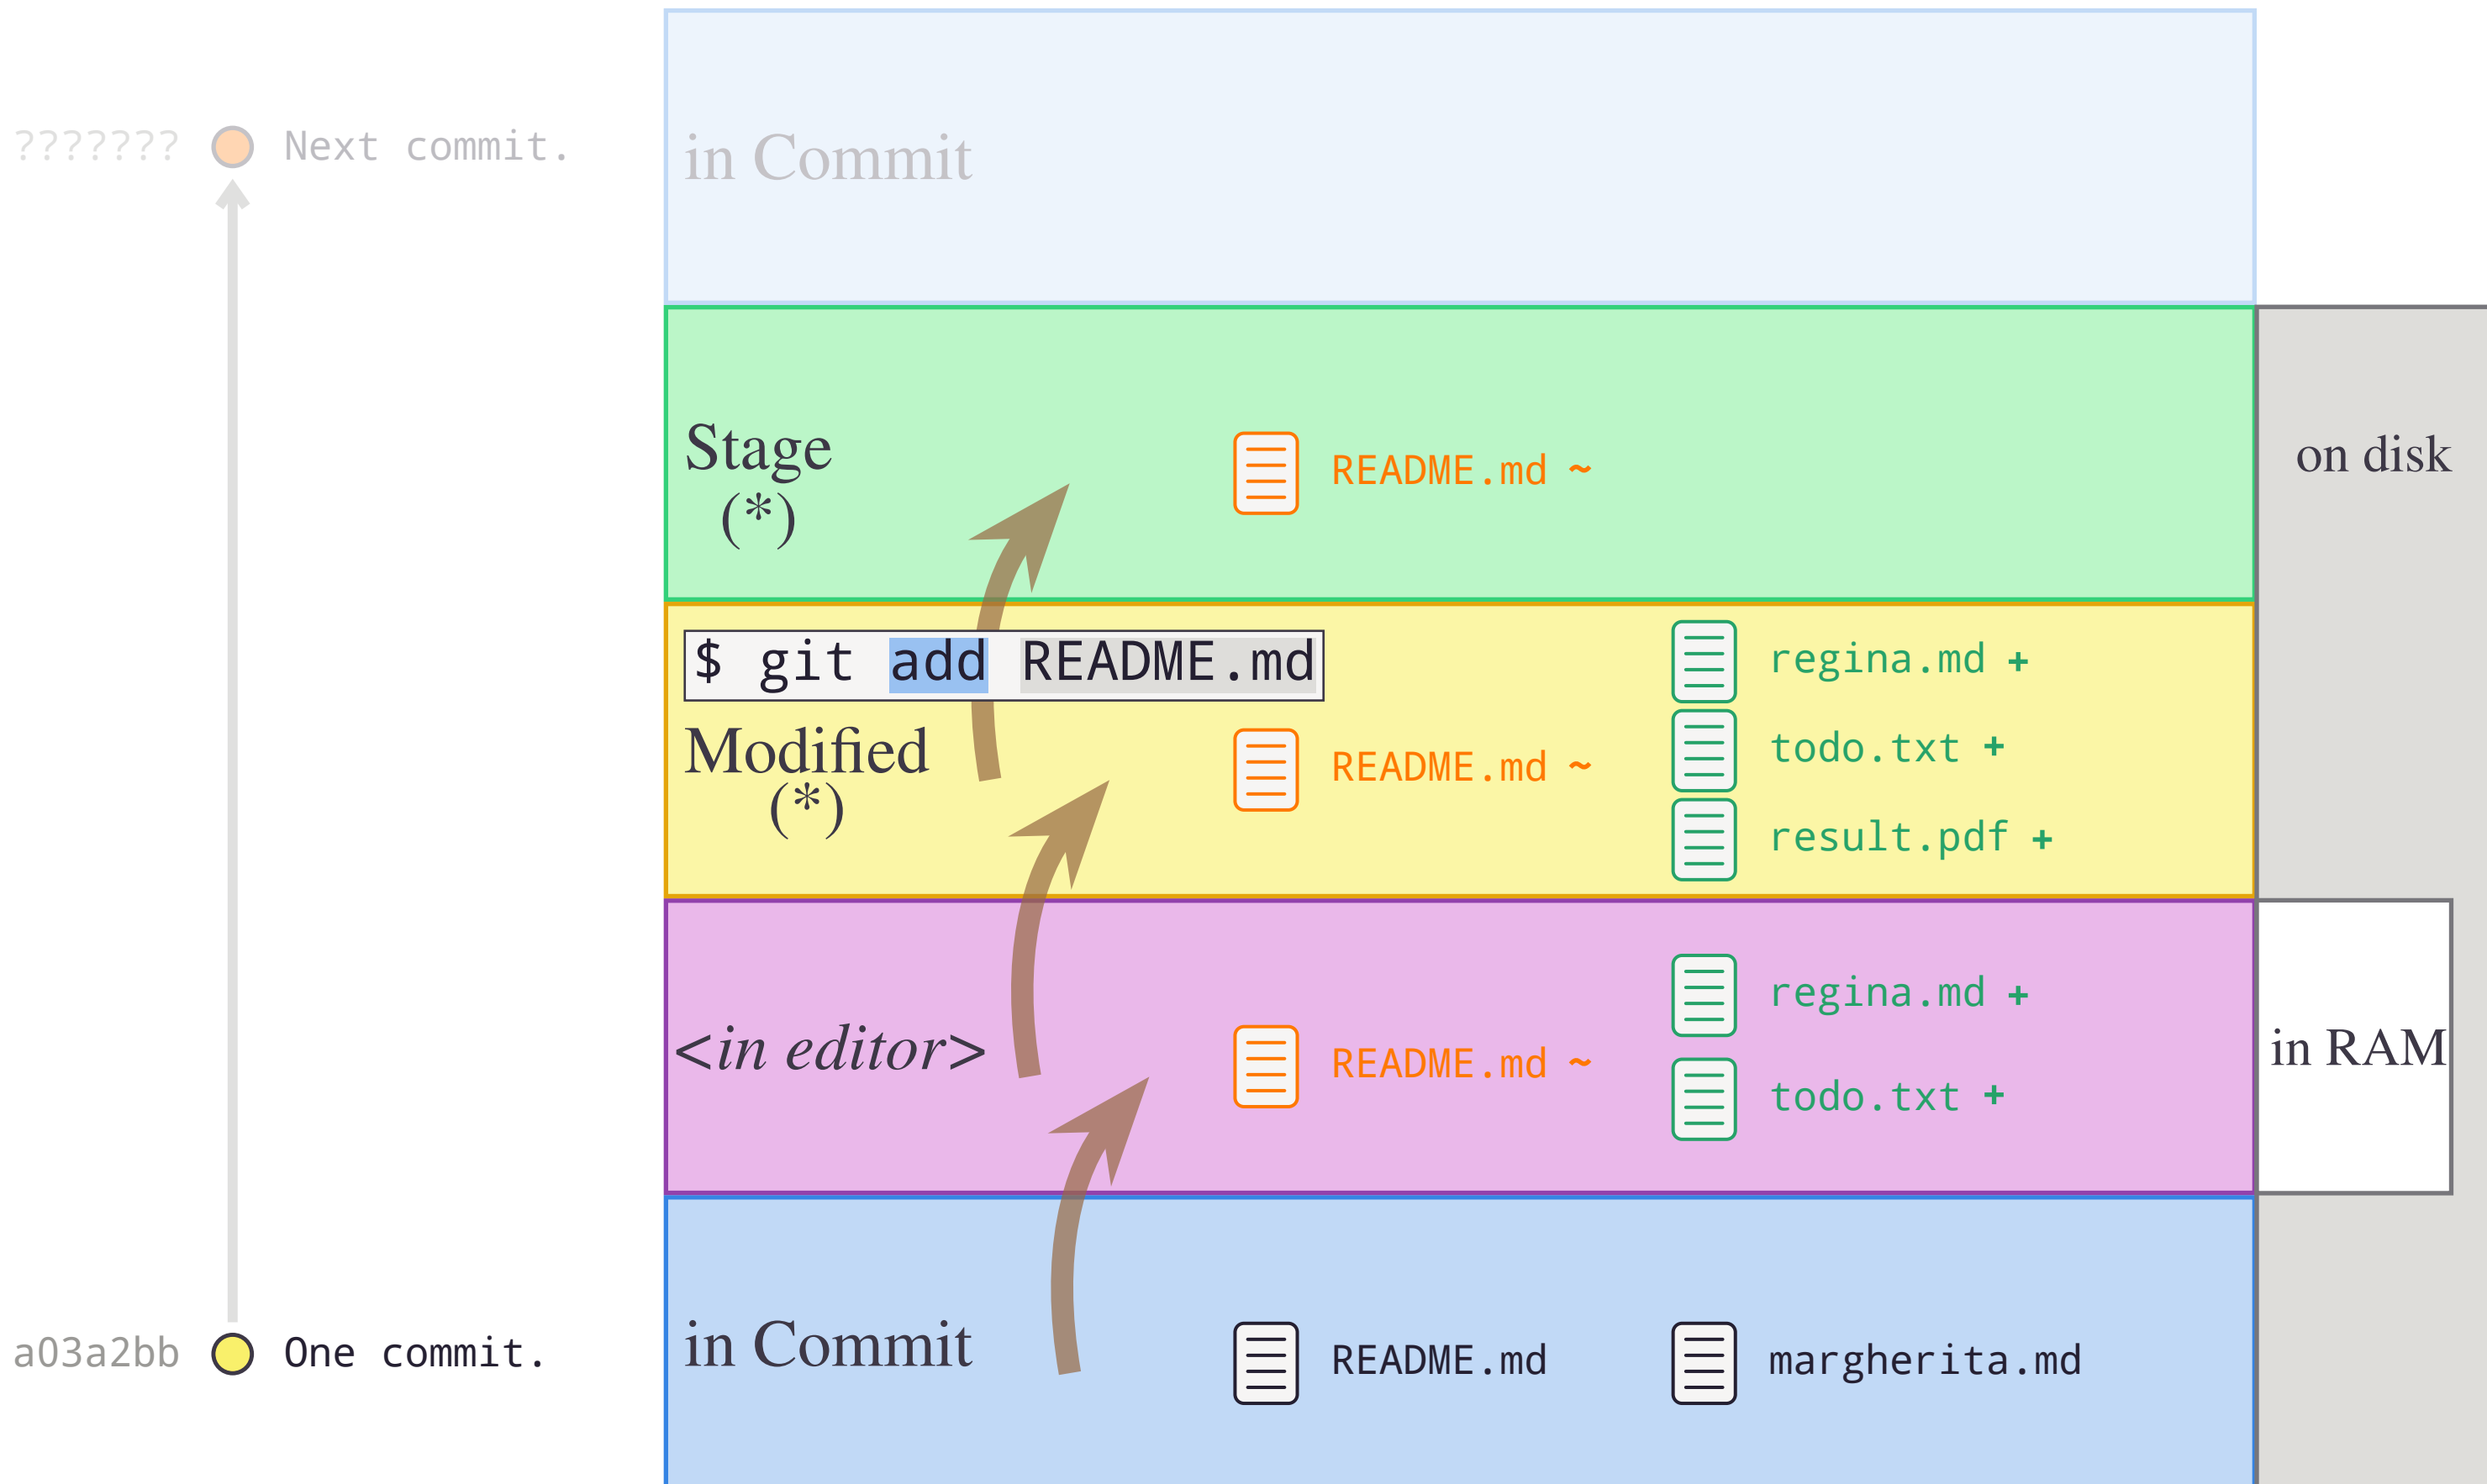 ??????? Next commit.
in Commit
Stage
(*)
README.md ~
on disk
$ git add README.md
Modified
(*)
README.md ~
regina.md +
todo.txt +
result.pdf +
<in editor>
README.md ~
regina.md +
todo.txt +
in RAM
a03a2bb One commit.
in Commit
README.md
margherita.md